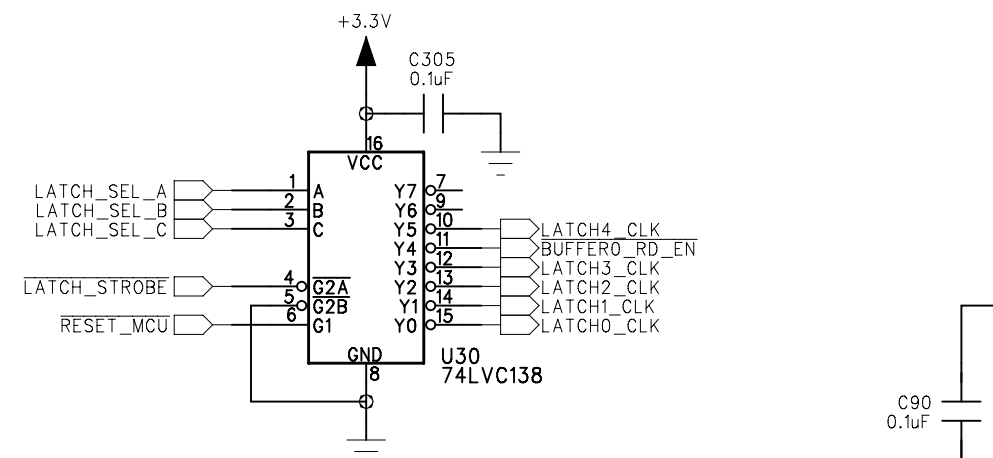 +3.3V
C305
0.1uF
16
VCC
LATCH_SEL_A 1 A Y7 7
LATCH_SEL_B 2 B Y6 9
LATCH_SEL_C 3 C Y5 10 LATCH4_CLK
Y4 11 BUFFER0_RD_EN
Y3 12 LATCH3_CLK
LATCH_STROBE 4 G2A Y2 13 LATCH2_CLK
5 G2B Y1 14 LATCH1_CLK
RESET_MCU 6 G1 Y0 15 LATCH0_CLK
GND
8
U30
74LVC138
C90
0.1uF